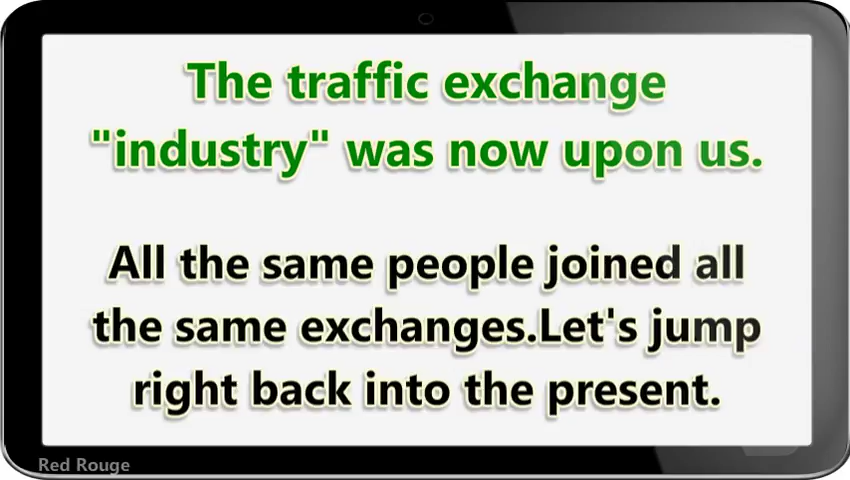 The traffic exchange
"industry" was now upon us.
All the same people joined all
the same exchanges.Let's jump
right back into the present.
Red Rouge